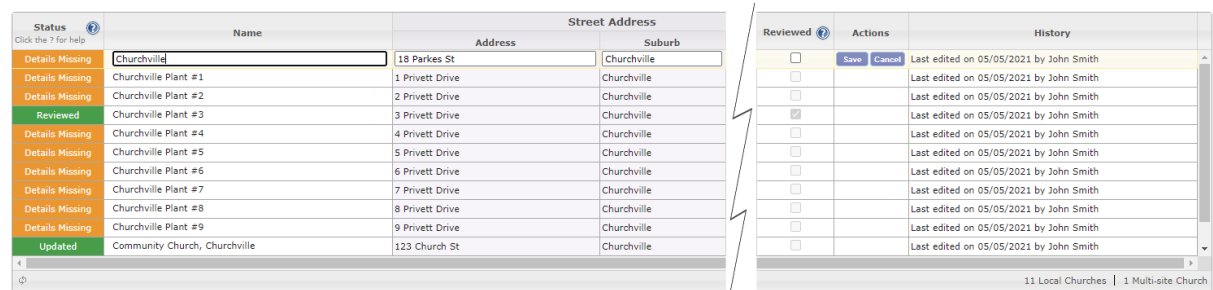 Status Name Street Address Reviewed Actions History
Click the ? for help Address Suburb
Details Missing Churchville 18 Parkes St Churchville Save Cancel Last edited on 05/05/2021 by John Smith
Details Missing Churchville Plant #1 1 Privett Drive Churchville Last edited on 05/05/2021 by John Smith
Details Missing Churchville Plant #2 2 Privett Drive Churchville Last edited on 05/05/2021 by John Smith
Reviewed Churchville Plant #3 3 Privett Drive Churchville Last edited on 05/05/2021 by John Smith
Details Missing Churchville Plant #4 4 Privett Drive Churchville Last edited on 05/05/2021 by John Smith
Details Missing Churchville Plant #5 5 Privett Drive Churchville Last edited on 05/05/2021 by John Smith
Details Missing Churchville Plant #6 6 Privett Drive Churchville Last edited on 05/05/2021 by John Smith
Details Missing Churchville Plant #7 7 Privett Drive Churchville Last edited on 05/05/2021 by John Smith
Details Missing Churchville Plant #8 8 Privett Drive Churchville Last edited on 05/05/2021 by John Smith
Details Missing Churchville Plant #9 9 Privett Drive Churchville Last edited on 05/05/2021 by John Smith
Updated Community Church, Churchville 123 Church St Churchville Last edited on 05/05/2021 by John Smith
11 Local Churches | 1 Multi-site Church